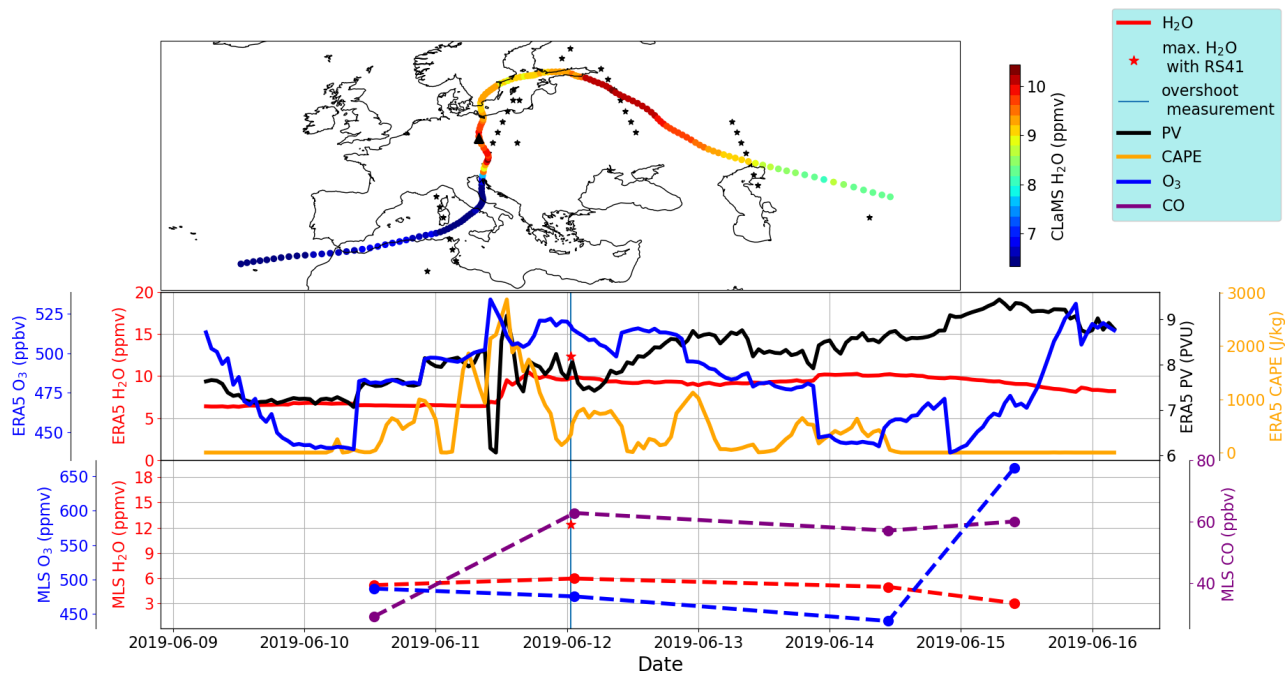 H₂O
max. H₂O
with RS41
overshoot
measurement
PV
CAPE
O₃
CO
10
9
8
7
CLaMS H₂O (ppmv)
525
500
475
450
ERA5 O₃ (ppbv)
20
15
10
5
0
ERA5 H₂O (ppmv)
9
8
7
6
ERA5 PV (PVU)
3000
2000
1000
0
ERA5 CAPE (J/kg)
650
600
550
500
450
MLS O₃ (ppmv)
18
15
12
9
6
3
MLS H₂O (ppmv)
80
60
40
MLS CO (ppbv)
2019-06-09 2019-06-10 2019-06-11 2019-06-12 2019-06-13 2019-06-14 2019-06-15 2019-06-16
Date